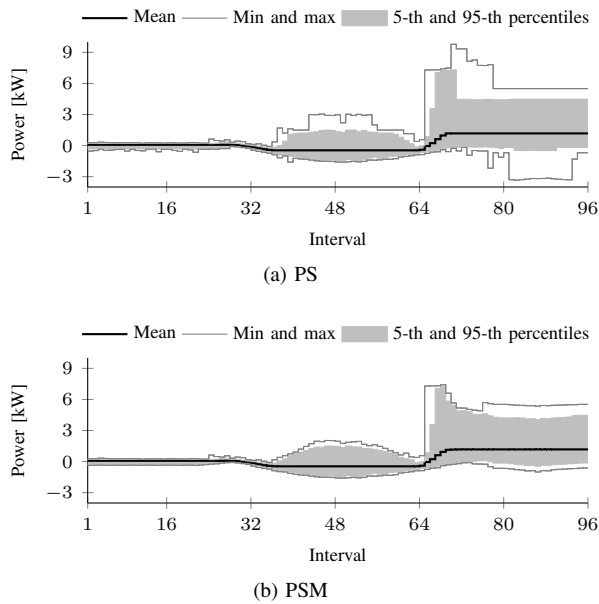 Mean Min and max 5-th and 95-th percentiles
9
6
3
0
−3
Power [kW]
1 16 32 48 64 80 96
Interval
(a) PS
Mean Min and max 5-th and 95-th percentiles
9
6
3
0
−3
Power [kW]
1 16 32 48 64 80 96
Interval
(b) PSM